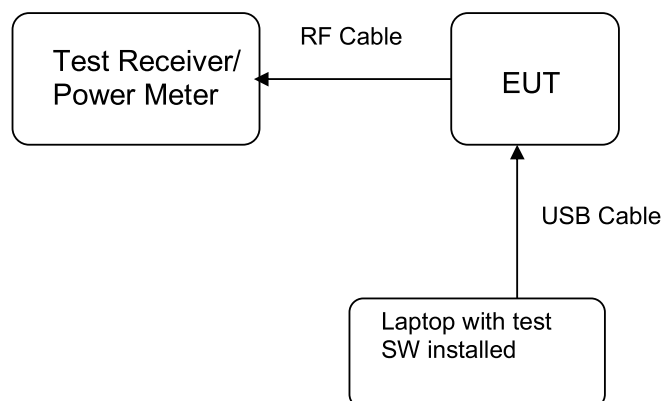 RF Cable
Test Receiver/
Power Meter
EUT
USB Cable
Laptop with test
SW installed